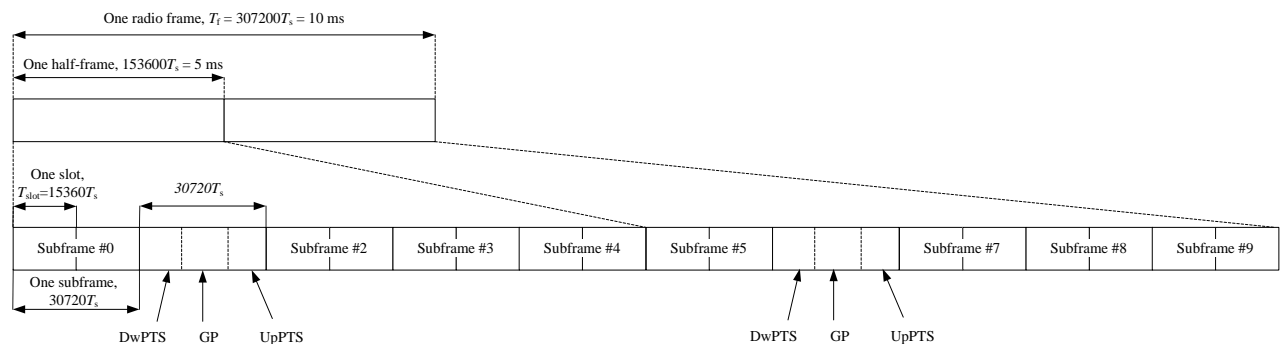 One radio frame, Tf = 307200Ts = 10 ms
One half-frame, 153600Ts = 5 ms
One slot,
Tslot=15360Ts
30720Ts
Subframe #0
Subframe #2
Subframe #3
Subframe #4
Subframe #5
Subframe #7
Subframe #8
Subframe #9
One subframe,
30720Ts
DwPTS
GP
UpPTS
DwPTS
GP
UpPTS